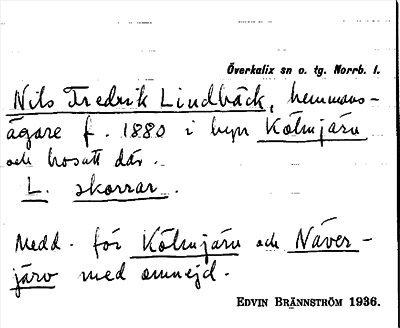 Överkalix sn o. tg. Norrb. l.
Nils Fredrik Lindbäck, hemmans-
ägare f. 1880 i byn Kölmjärv
och bosatt där.
L. skorrar.
Medd. för Kölmjärv och Näver-
järv med omnejd.
EDVIN BRÄNNSTRÖM 1936.